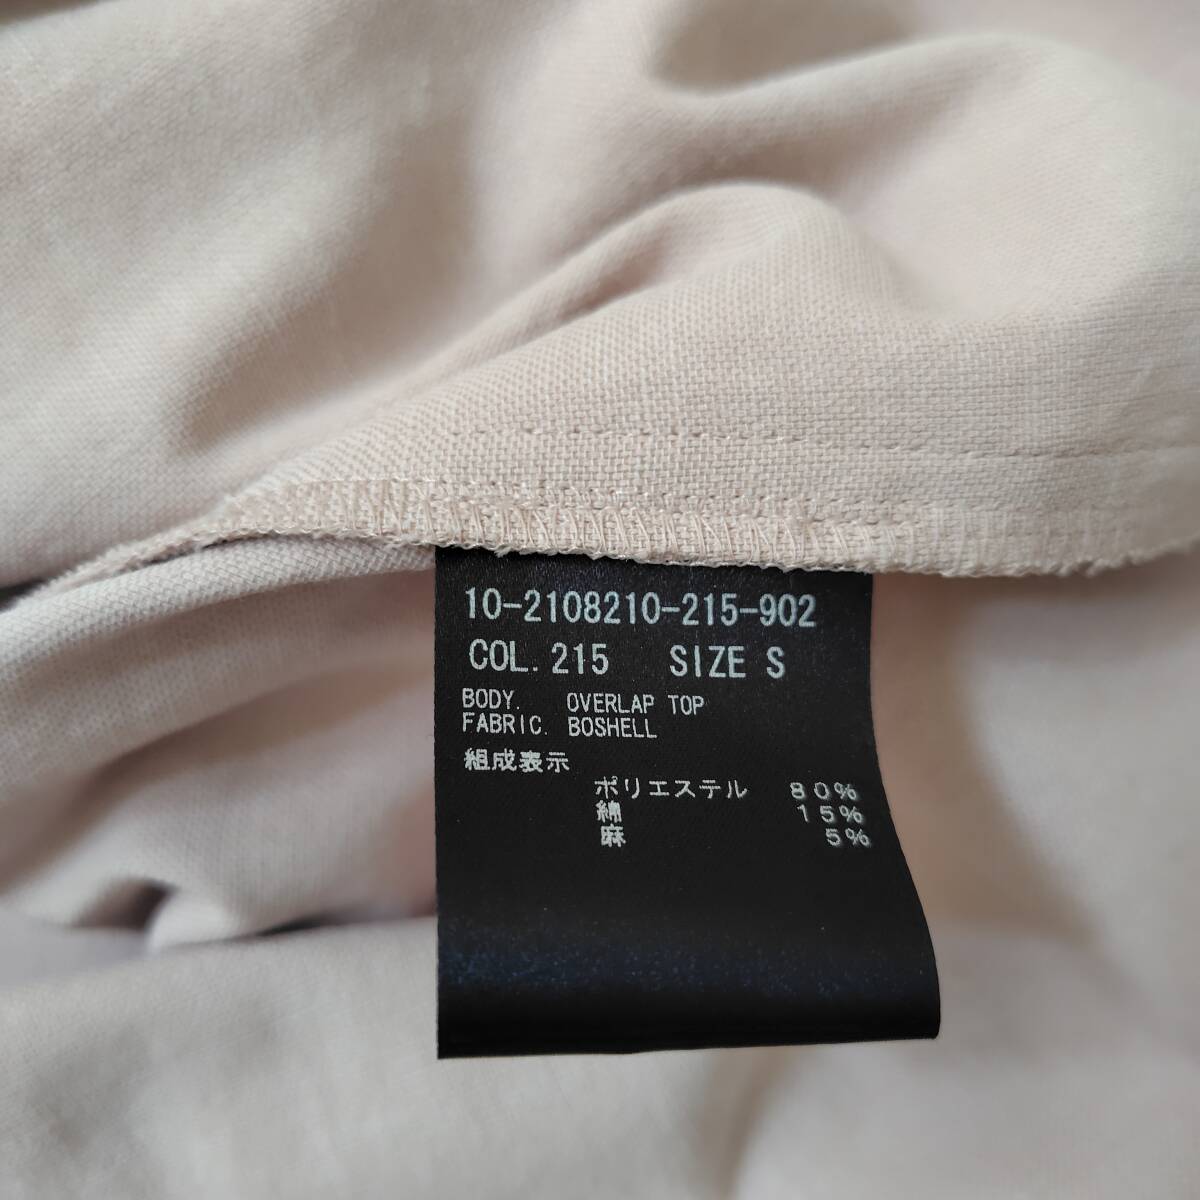 10-2108210-215-902
COL. 215 SIZE S
BODY. OVERLAP TOP
FABRIC. BOSHELL
組成表示
ポリエステル 80%
綿 15%
麻 5%